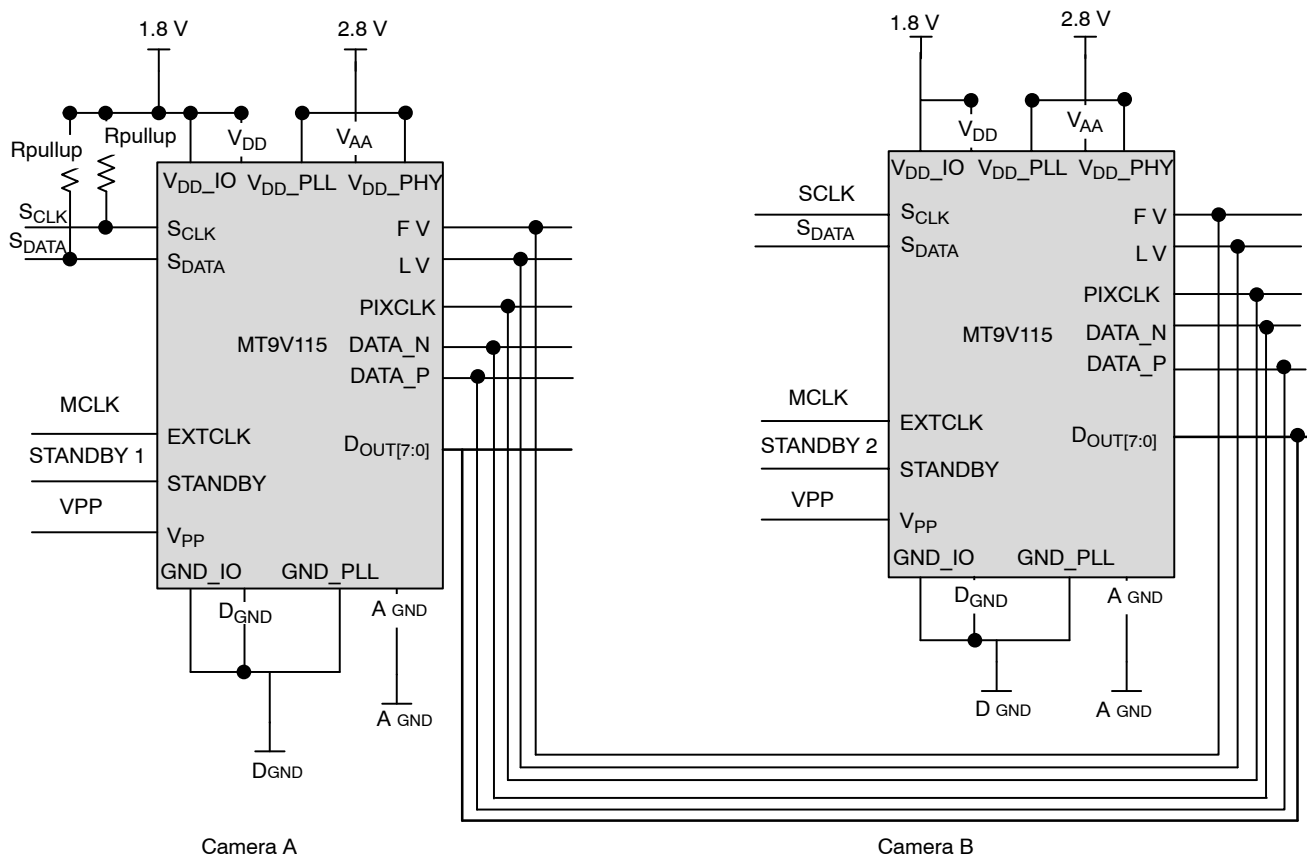 1.8 V
2.8 V
Rpullup
Rpullup
VDD
VAA
VDD_IO
VDD_PLL
VDD_PHY
SCLK
SDATA
SCLK
SDATA
F V
L V
PIXCLK
MT9V115
DATA_N
DATA_P
MCLK
EXTCLK
DOUT[7:0]
STANDBY 1
STANDBY
VPP
VPP
GND_IO
GND_PLL
DGND
A GND
A GND
DGND
Camera A
1.8 V
2.8 V
VDD
VAA
VDD_IO
VDD_PLL
VDD_PHY
SCLK
SCLK
SDATA
SDATA
F V
L V
PIXCLK
MT9V115
DATA_N
DATA_P
MCLK
EXTCLK
DOUT[7:0]
STANDBY 2
STANDBY
VPP
VPP
GND_IO
GND_PLL
DGND
A GND
D GND
A GND
Camera B